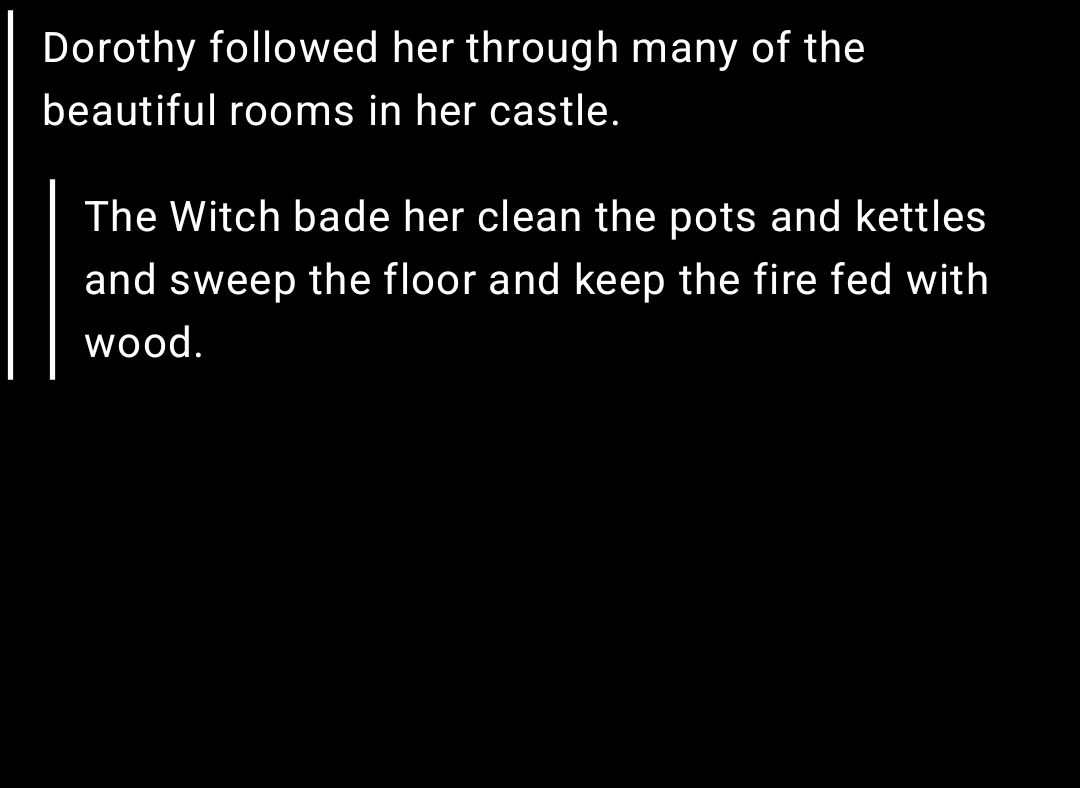 Dorothy followed her through many of the
beautiful rooms in her castle.
The Witch bade her clean the pots and kettles
and sweep the floor and keep the fire fed with
wood.